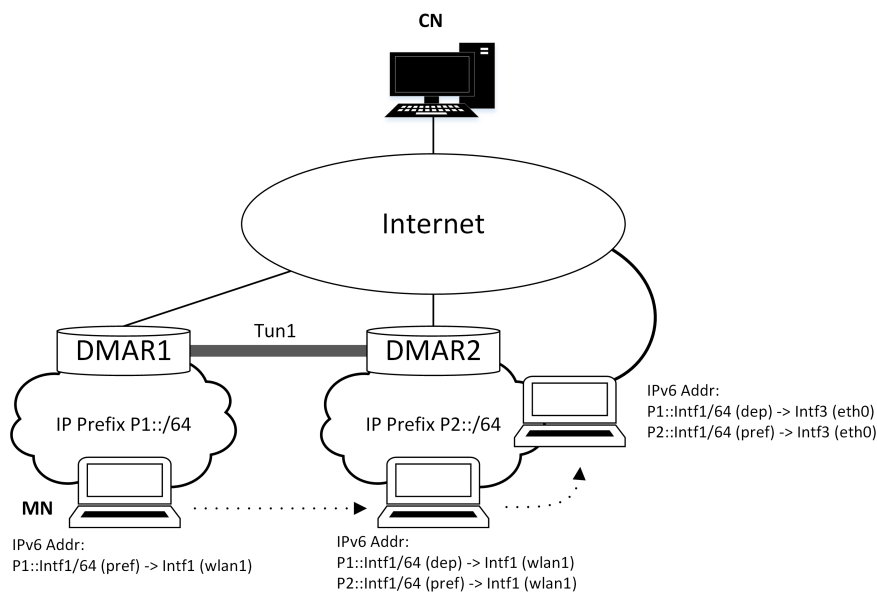 CN
Internet
Tun1
DMAR1
DMAR2
IP Prefix P1::/64
IP Prefix P2::/64
IPv6 Addr:
P1::Intf1/64 (dep) -> Intf3 (eth0)
P2::Intf1/64 (pref) -> Intf3 (eth0)
MN
IPv6 Addr:
P1::Intf1/64 (pref) -> Intf1 (wlan1)
IPv6 Addr:
P1::Intf1/64 (dep) -> Intf1 (wlan1)
P2::Intf1/64 (pref) -> Intf1 (wlan1)